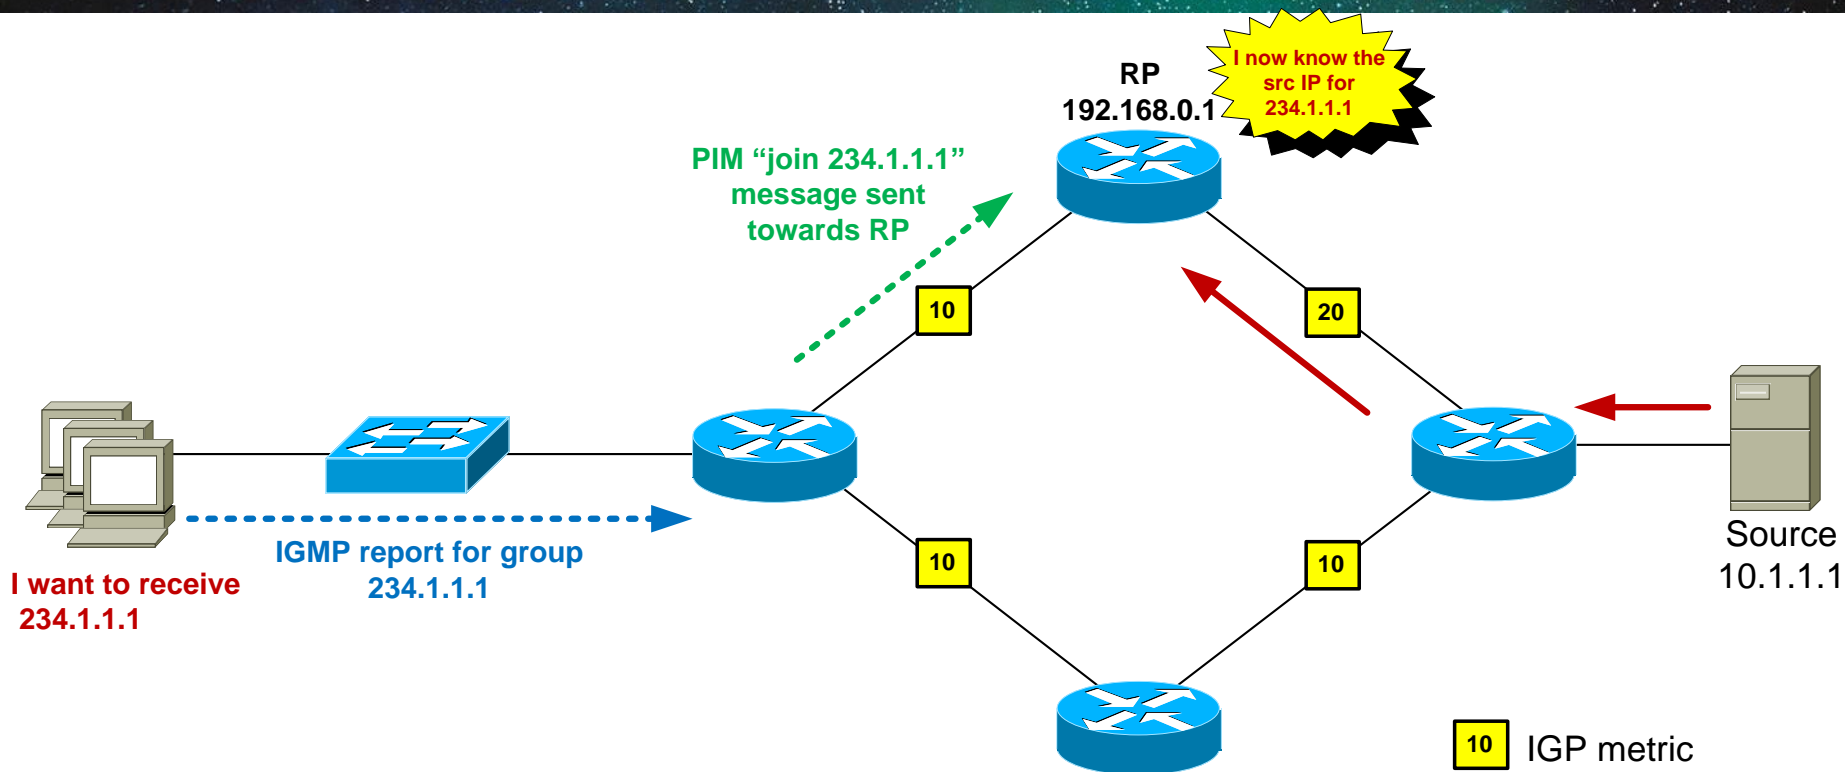 I now know the
src IP for
234.1.1.1
RP
192.168.0.1
PIM “join 234.1.1.1”
message sent
towards RP
10
20
IGMP report for group
234.1.1.1
I want to receive
234.1.1.1
10
10
Source
10.1.1.1
10 IGP metric